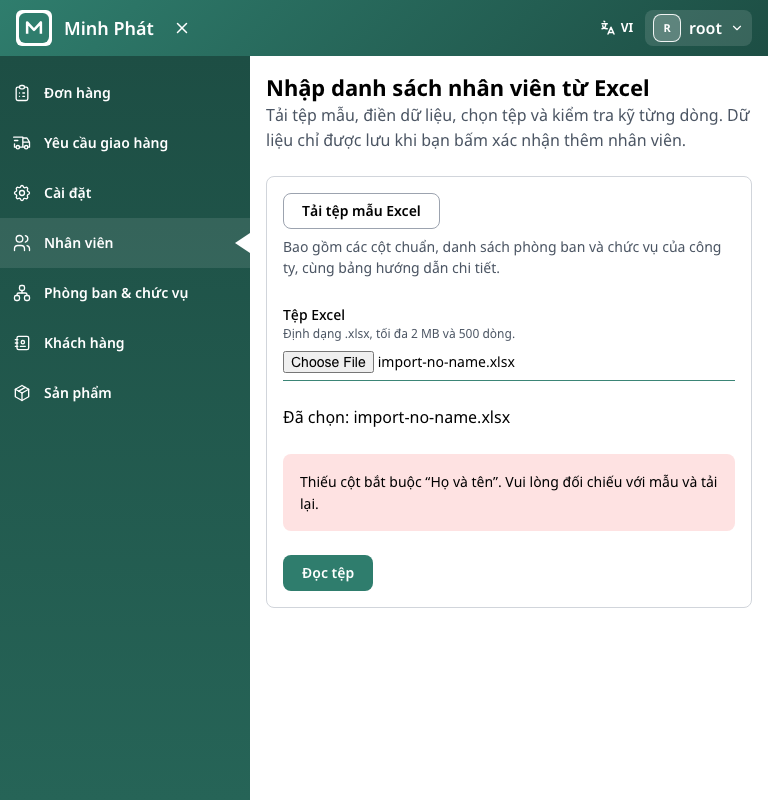 Minh Phát
VI
R
root
Đơn hàng
Yêu cầu giao hàng
Cài đặt
Nhân viên
Phòng ban & chức vụ
Khách hàng
Sản phẩm
Nhập danh sách nhân viên từ Excel
Tải tệp mẫu, điền dữ liệu, chọn tệp và kiểm tra kỹ từng dòng. Dữ
liệu chỉ được lưu khi bạn bấm xác nhận thêm nhân viên.
Tải tệp mẫu Excel
Bao gồm các cột chuẩn, danh sách phòng ban và chức vụ của công
ty, cùng bảng hướng dẫn chi tiết.
Tệp Excel
Định dạng .xlsx, tối đa 2 MB và 500 dòng.
Choose File import-no-name.xlsx
Đã chọn: import-no-name.xlsx
Thiếu cột bắt buộc “Họ và tên”. Vui lòng đối chiếu với mẫu và tải
lại.
Đọc tệp